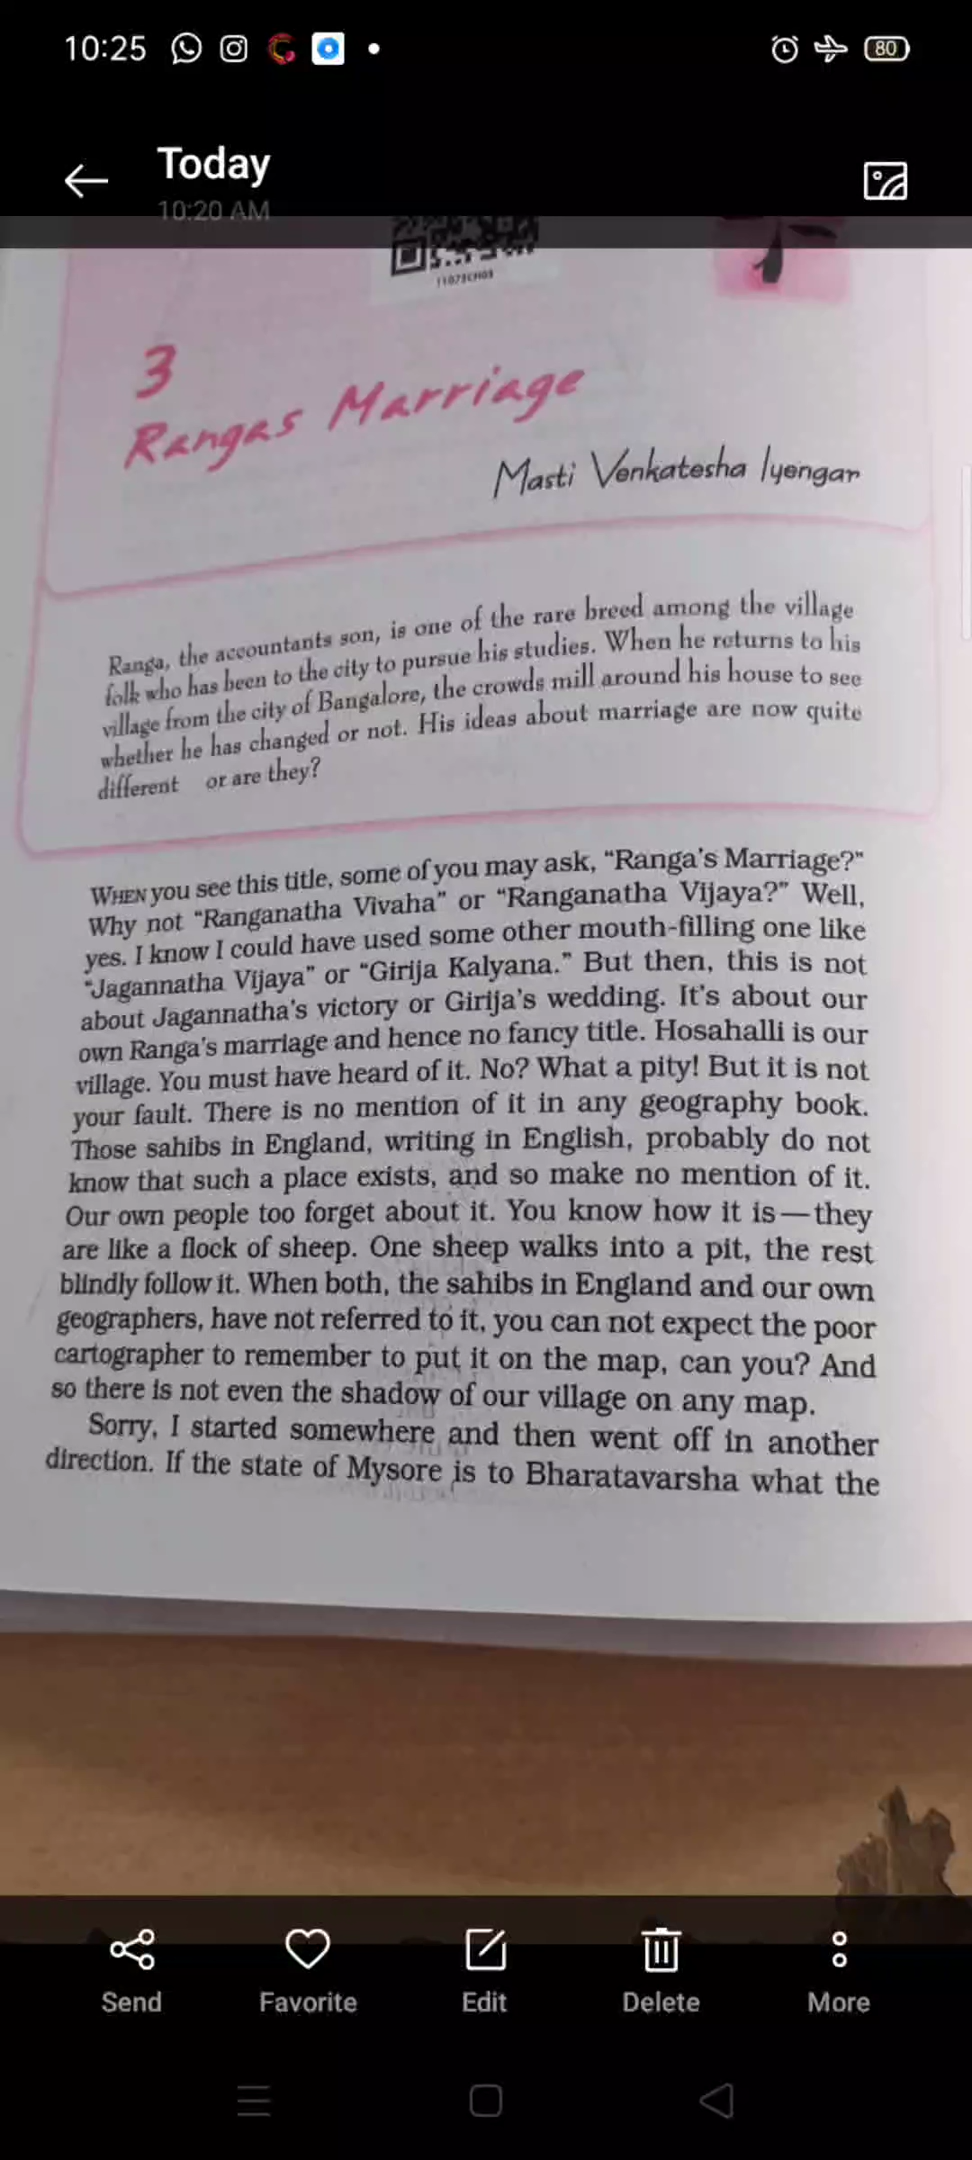 10:25
80
Today
10:20 AM
11073CH03
3
Rangas Marriage
Masti Venkatesha Iyengar
Ranga, the accountants son, is one of the rare breed among the village
folk who has been to the city to pursue his studies. When he returns to his
village from the city of Bangalore, the crowds mill around his house to see
whether he has changed or not. His ideas about marriage are now quite
different or are they?
WHEN you see this title, some of you may ask, “Ranga’s Marriage?”
Why not “Ranganatha Vivaha” or “Ranganatha Vijaya?” Well,
yes. I know I could have used some other mouth-filling one like
“Jagannatha Vijaya” or “Girija Kalyana.” But then, this is not
about Jagannatha’s victory or Girija’s wedding. It’s about our
own Ranga’s marriage and hence no fancy title. Hosahalli is our
village. You must have heard of it. No? What a pity! But it is not
your fault. There is no mention of it in any geography book.
Those sahibs in England, writing in English, probably do not
know that such a place exists, and so make no mention of it.
Our own people too forget about it. You know how it is—they
are like a flock of sheep. One sheep walks into a pit, the rest
blindly follow it. When both, the sahibs in England and our own
geographers, have not referred to it, you can not expect the poor
cartographer to remember to put it on the map, can you? And
so there is not even the shadow of our village on any map.
Sorry, I started somewhere and then went off in another
direction. If the state of Mysore is to Bharatavarsha what the
Send Favorite Edit Delete More